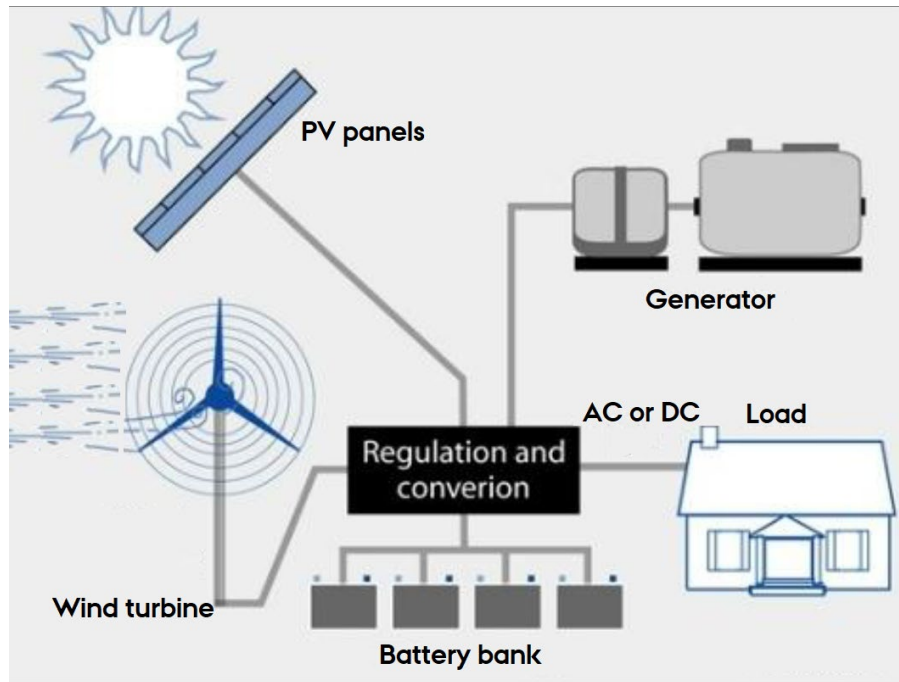 PV panels
Generator
AC or DC
Load
Regulation and
converion
Wind turbine
Battery bank